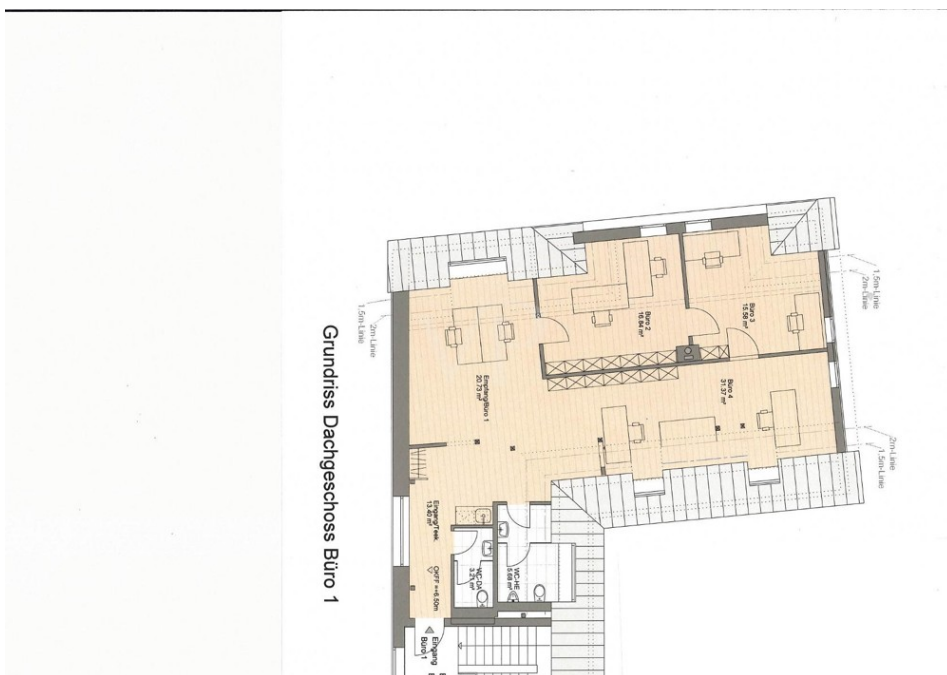 Grundriss Dachgeschoss Büro 1
1.5m-Linie
2m-Linie
1.5m-Linie
2m-Linie
2m-Linie
1.5m-Linie
Büro 3
15.58 m²
Büro 2
16.84 m²
Büro 4
31.37 m²
Empfang/Büro 1
20.73 m²
Eingang/Teek.
13.40 m²
OKFF =+6.50m
WC-DA
3.21 m²
WC-HE
5.68 m²
Eingang
Büro 1